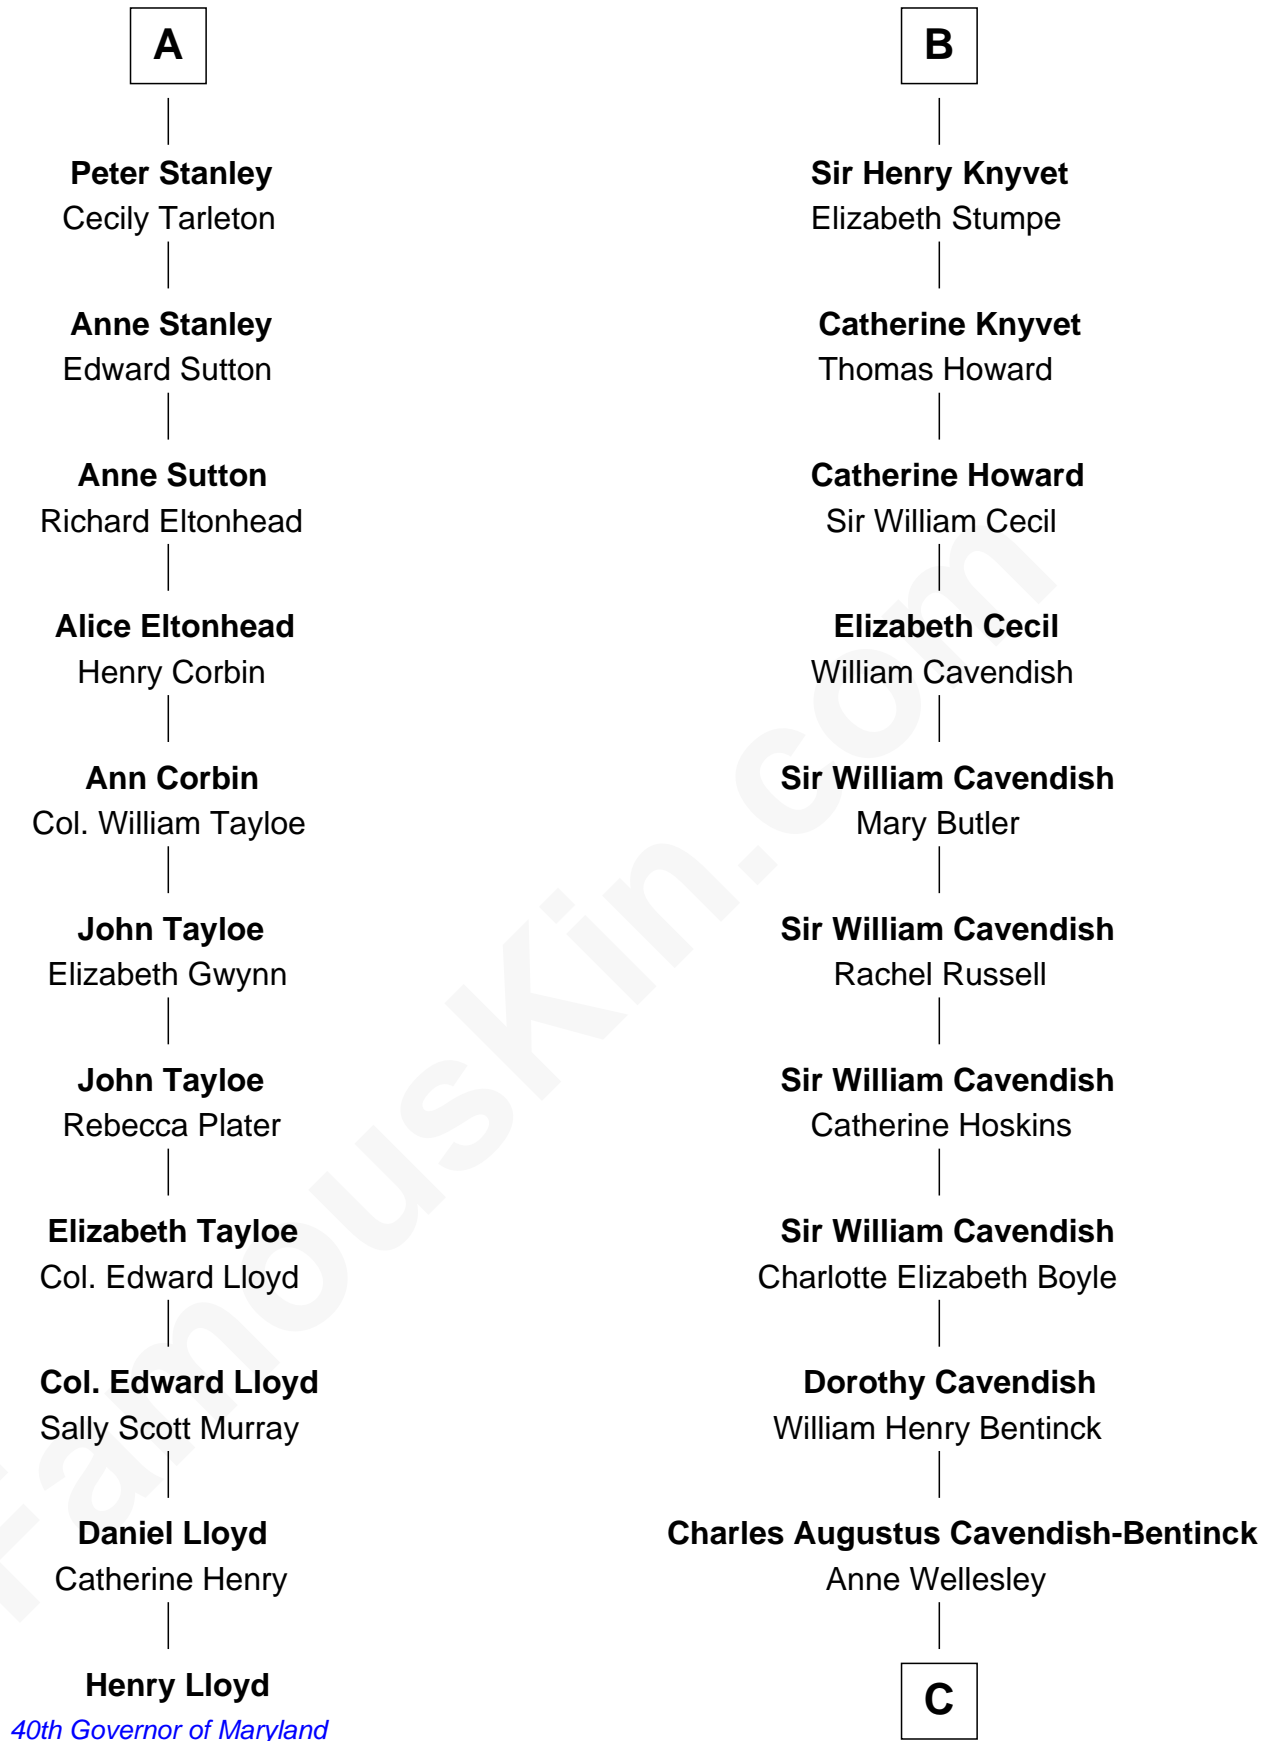 A
Peter Stanley
Cecily Tarleton
Anne Stanley
Edward Sutton
Anne Sutton
Richard Eltonhead
Alice Eltonhead
Henry Corbin
Ann Corbin
Col. William Tayloe
John Tayloe
Elizabeth Gwynn
John Tayloe
Rebecca Plater
Elizabeth Tayloe
Col. Edward Lloyd
Col. Edward Lloyd
Sally Scott Murray
Daniel Lloyd
Catherine Henry
Henry Lloyd
40th Governor of Maryland
B
Sir Henry Knyvet
Elizabeth Stumpe
Catherine Knyvet
Thomas Howard
Catherine Howard
Sir William Cecil
Elizabeth Cecil
William Cavendish
Sir William Cavendish
Mary Butler
Sir William Cavendish
Rachel Russell
Sir William Cavendish
Catherine Hoskins
Sir William Cavendish
Charlotte Elizabeth Boyle
Dorothy Cavendish
William Henry Bentinck
Charles Augustus Cavendish-Bentinck
Anne Wellesley
C
FamousKin.com